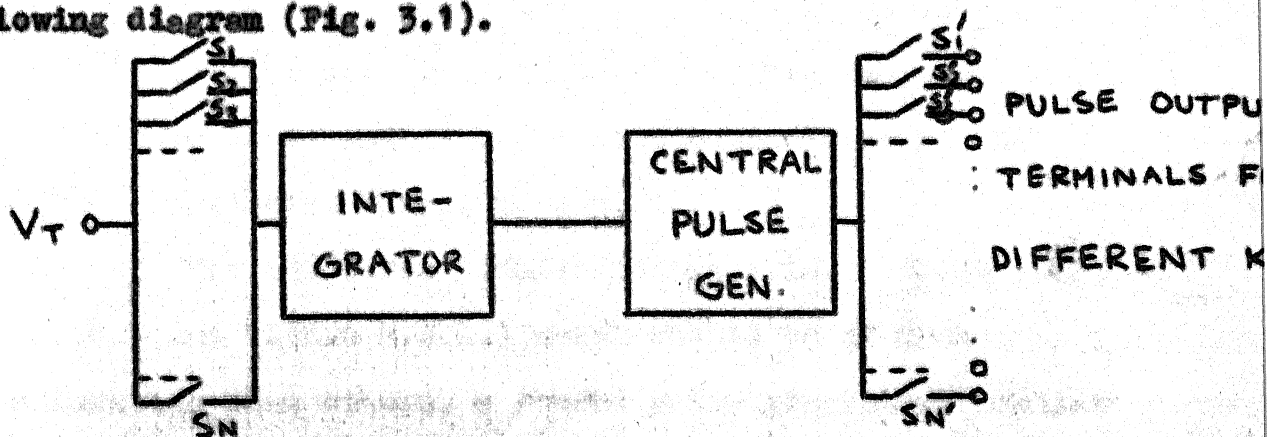 lowing diagram (Fig. 3.1).
S1
S2
S3
VT
INTE-
GRATOR
SN
CENTRAL
PULSE
GEN.
S1'
S2'
PULSE OUTPU
TERMINALS F
DIFFERENT K
SN'